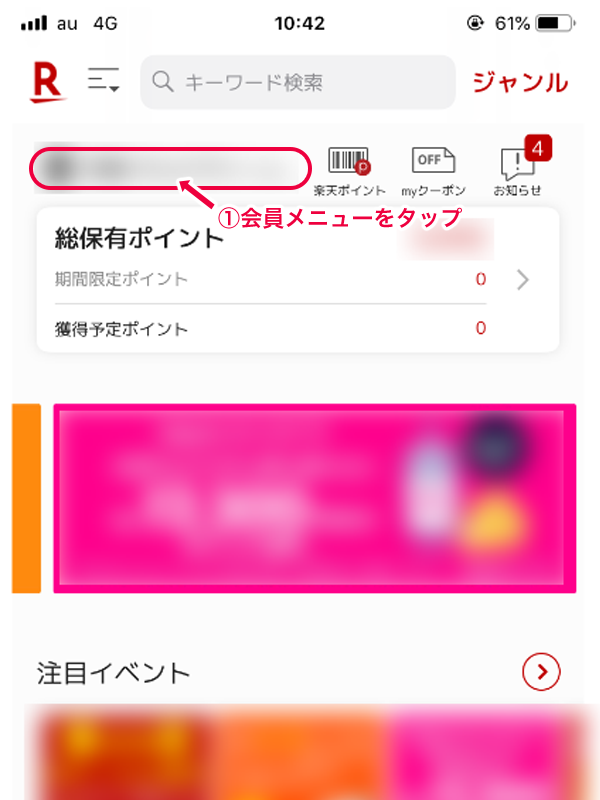 au 4G 10:42 61%
R キーワード検索 ジャンル
OFF ! 4
楽天ポイント myクーポン お知らせ
①会員メニューをタップ
総保有ポイント
期間限定ポイント 0
獲得予定ポイント 0
注目イベント